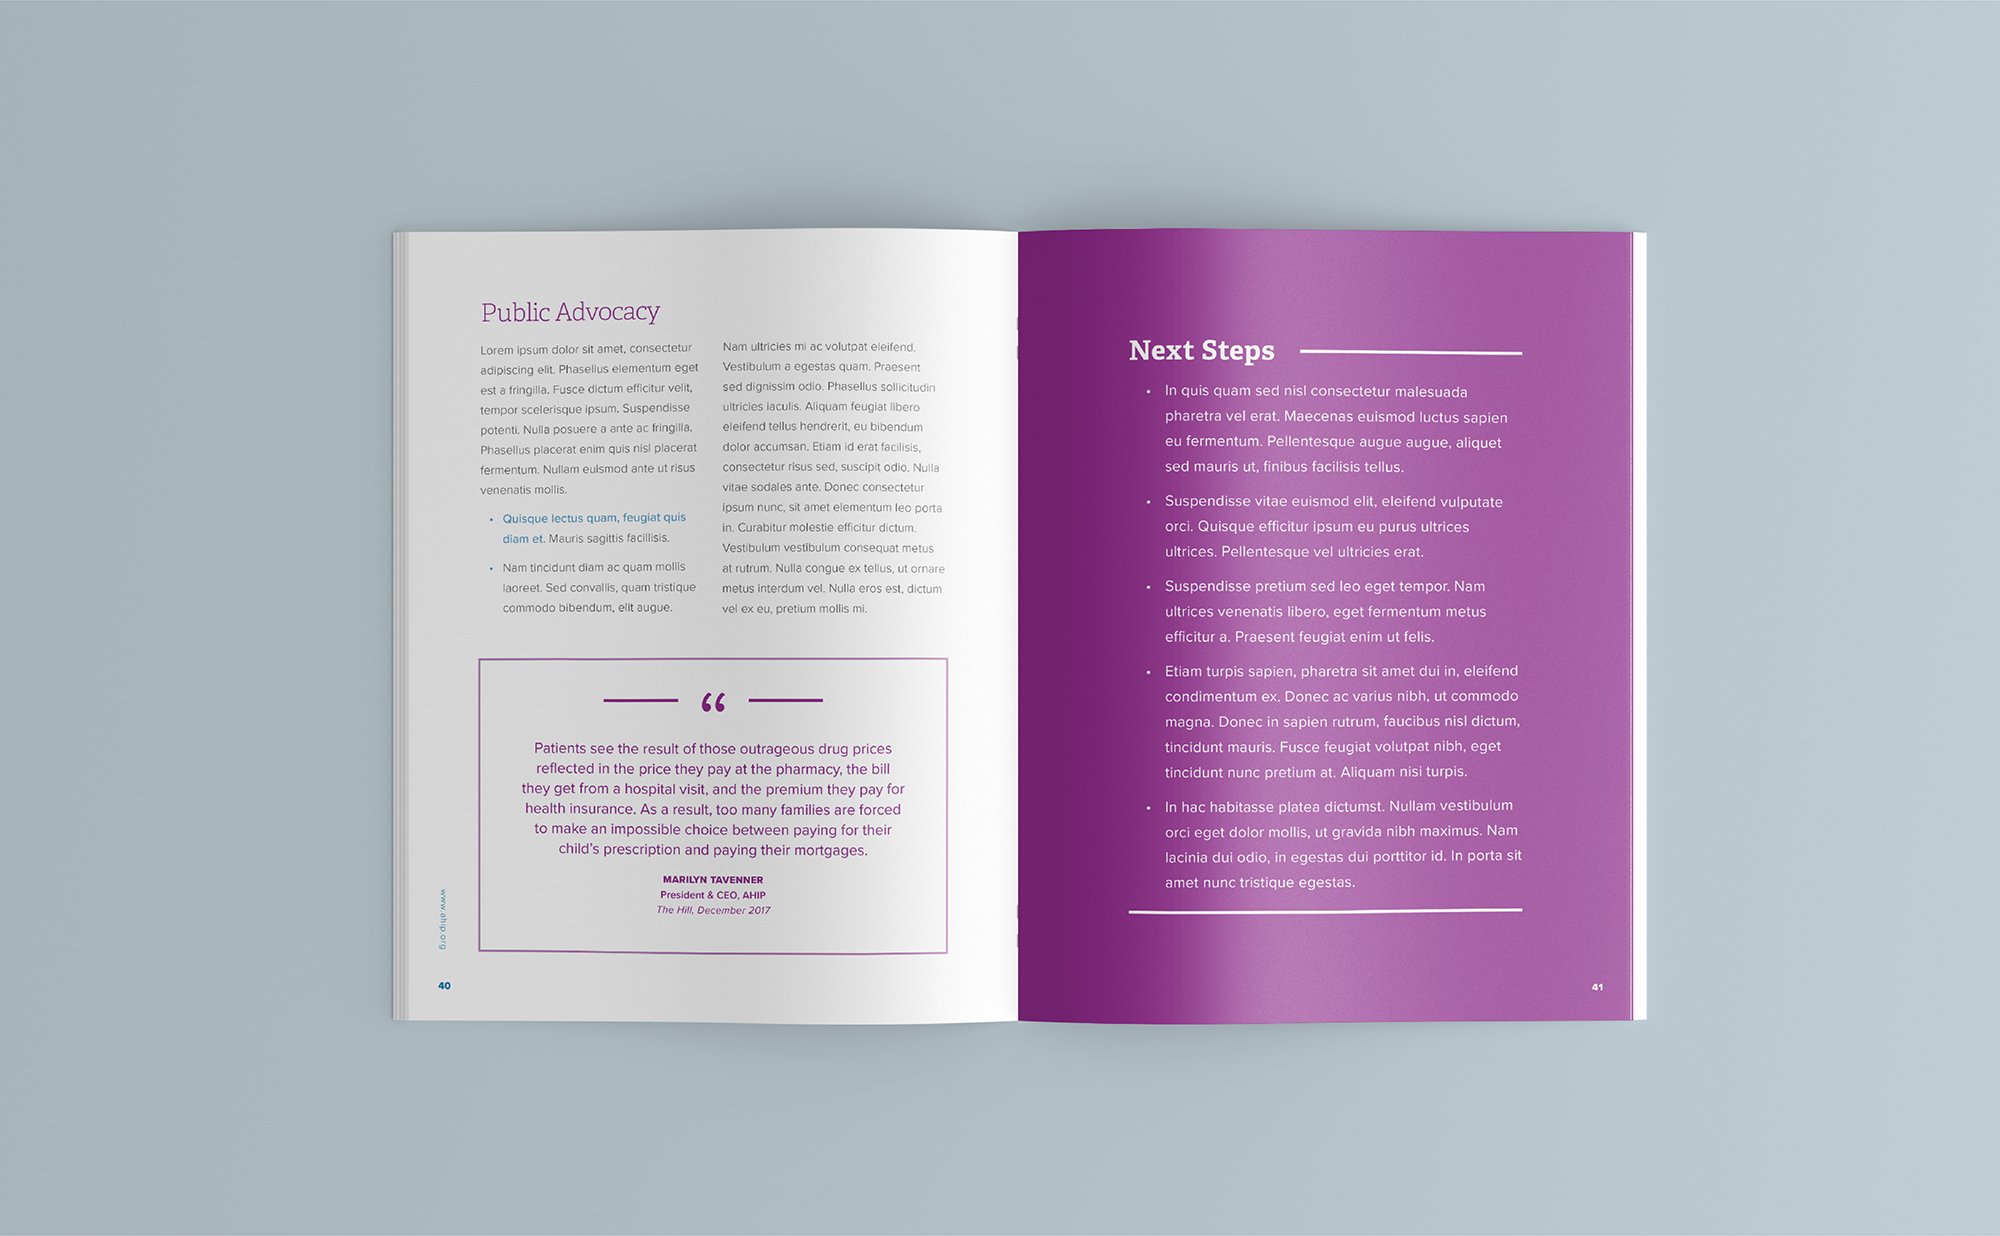 Public Advocacy
Lorem ipsum dolor sit amet, consectetur
adipiscing elit. Phasellus elementum eget
est a fringilla. Fusce dictum efficitur velit,
tempor scelerisque ipsum. Suspendisse
potenti. Nulla posuere a ante ac fringilla.
Phasellus placerat enim quis nisl placerat
fermentum. Nullam euismod ante ut risus
venenatis mollis.
• Quisque lectus quam, feugiat quis
diam et. Mauris sagittis facillisis.
• Nam tincidunt diam ac quam mollis
laoreet. Sed convallis, quam tristique
commodo bibendum, elit augue.
Nam ultricies mi ac volutpat eleifend.
Vestibulum a egestas quam. Praesent
sed dignissim odio. Phasellus sollicitudin
ultricies iaculis. Aliquam feugiat libero
eleifend tellus hendrerit, eu bibendum
dolor accumsan. Etiam id erat facilisis,
consectetur risus sed, suscipit odio. Nulla
vitae sodales ante. Donec consectetur
ipsum nunc, sit amet elementum leo porta
in. Curabitur molestie efficitur dictum.
Vestibulum vestibulum consequat metus
at rutrum. Nulla congue ex tellus, ut ornare
metus interdum vel. Nulla eros est, dictum
vel ex eu, pretium mollis mi.
“
Patients see the result of those outrageous drug prices
reflected in the price they pay at the pharmacy, the bill
they get from a hospital visit, and the premium they pay for
health insurance. As a result, too many families are forced
to make an impossible choice between paying for their
child’s prescription and paying their mortgages.
MARILYN TAVENNER
President & CEO, AHIP
The Hill, December 2017
www.ahip.org
40
Next Steps
• In quis quam sed nisl consectetur malesuada
pharetra vel erat. Maecenas euismod luctus sapien
eu fermentum. Pellentesque augue augue, aliquet
sed mauris ut, finibus facilisis tellus.
• Suspendisse vitae euismod elit, eleifend vulputate
orci. Quisque efficitur ipsum eu purus ultrices
ultrices. Pellentesque vel ultricies erat.
• Suspendisse pretium sed leo eget tempor. Nam
ultrices venenatis libero, eget fermentum metus
efficitur a. Praesent feugiat enim ut felis.
• Etiam turpis sapien, pharetra sit amet dui in, eleifend
condimentum ex. Donec ac varius nibh, ut commodo
magna. Donec in sapien rutrum, faucibus nisl dictum,
tincidunt mauris. Fusce feugiat volutpat nibh, eget
tincidunt nunc pretium at. Aliquam nisi turpis.
• In hac habitasse platea dictumst. Nullam vestibulum
orci eget dolor mollis, ut gravida nibh maximus. Nam
lacinia dui odio, in egestas dui porttitor id. In porta sit
amet nunc tristique egestas.
41